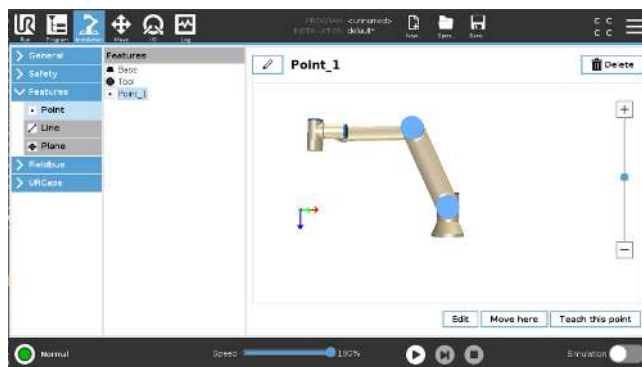 UR
Run Program Installation Move I/O Log
PROGRAM <unnamed>
INSTALLATION default*
New... Open... Save...
C C
C C
General
Safety
Features
Point
Line
Plane
Fieldbus
URCaps
Features
Base
Tool
Point_1
Point_1
Delete
Edit
Move here
Teach this point
Normal
Speed
100%
Simulation